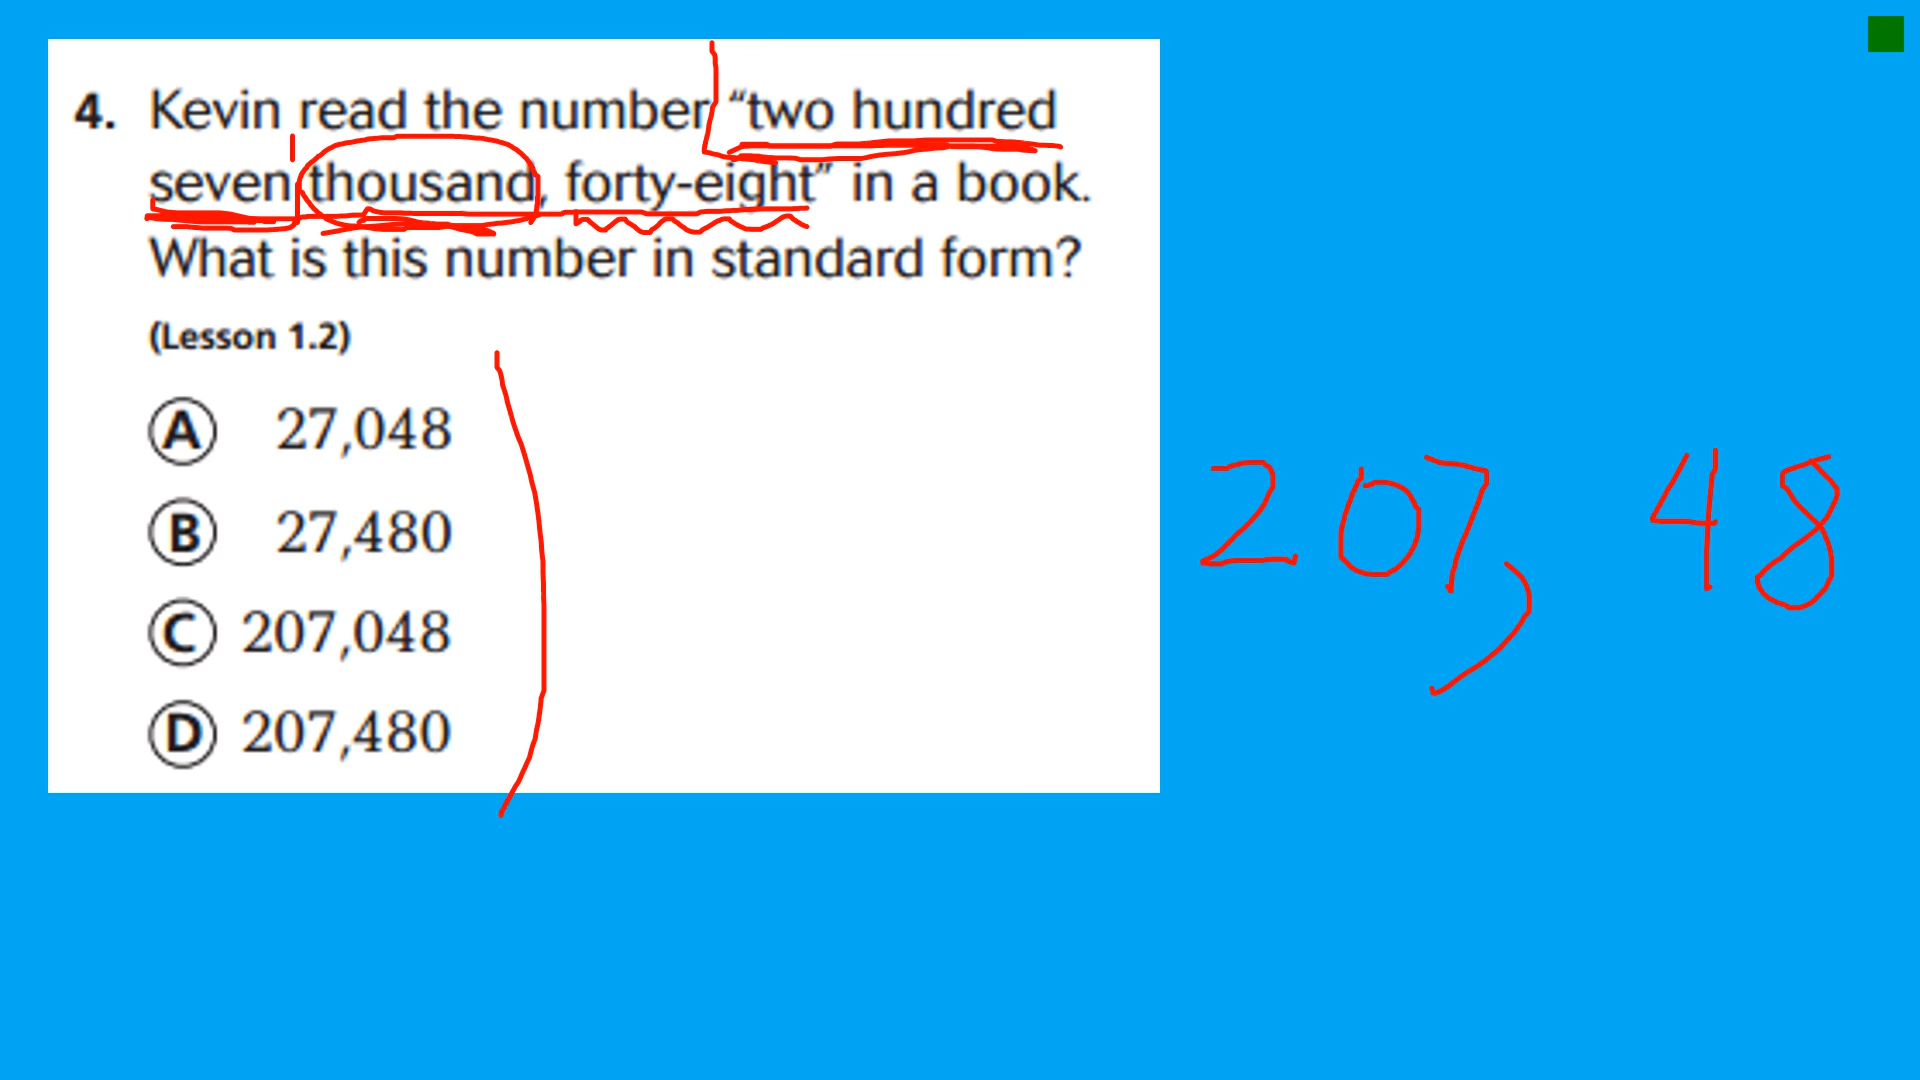 4. Kevin read the number “two hundred
seven thousand, forty-eight” in a book.
What is this number in standard form?
(Lesson 1.2)
A 27,048
B 27,480
C 207,048
D 207,480
207, 48